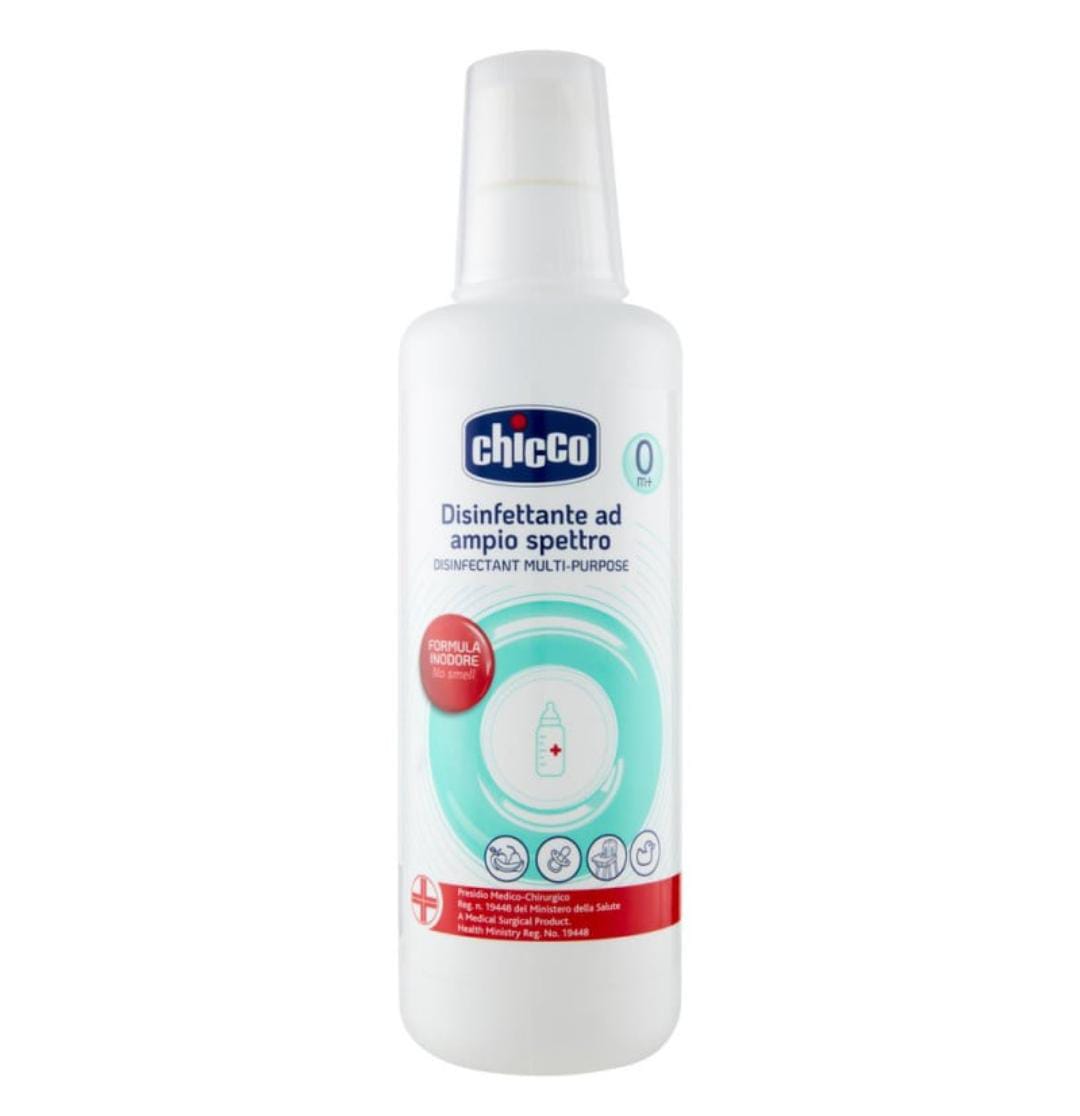 chicco
0
m+
Disinfettante ad
ampio spettro
DISINFECTANT MULTI-PURPOSE
FORMULA
INODORE
No smell
Presidio Medico-Chirurgico
Reg. n. 19448 del Ministero della Salute
A Medical Surgical Product.
Health Ministry Reg. No. 19448